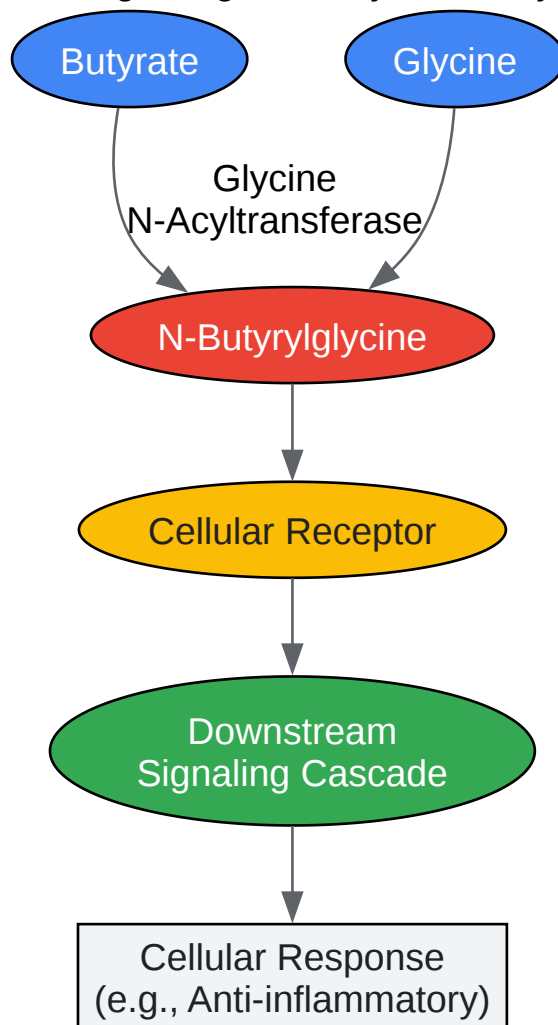 Butyrate
Glycine
Glycine
N-Acyltransferase
N-Butyrylglycine
Cellular Receptor
Downstream
Signaling Cascade
Cellular Response
(e.g., Anti-inflammatory)